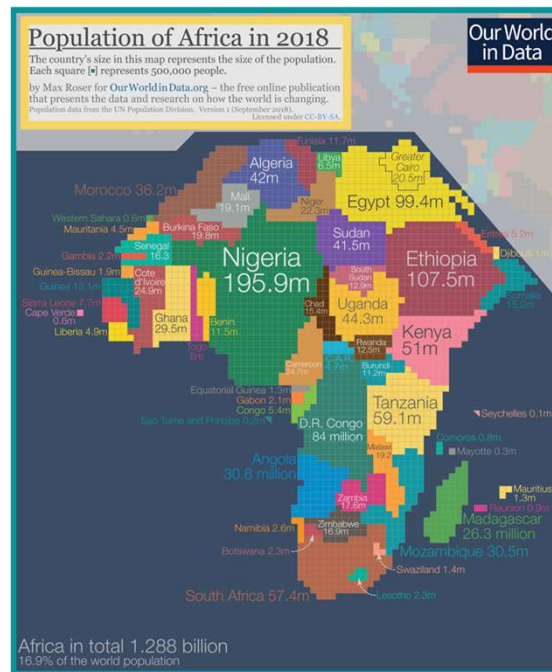 Population of Africa in 2018
The country's size in this map represents the size of the population.
Each square [▪] represents 500,000 people.
by Max Roser for OurWorldinData.org – the free online publication
that presents the data and research on how the world is changing.
Population data from the UN Population Division. Version 1 (September 2018).
Licensed under CC-BY-SA.
Our World
in Data
Tunisia 11.7m
Algeria
42m
Libya
6.5m
Greater
Cairo
[20.5m]
Morocco 36.2m
Mali
19.1m
Niger
22.3m
Egypt 99.4m
Western Sahara 0.6m
Mauritania 4.5m
Burkina Faso
19.8m
Sudan
41.5m
Eritrea 5.2m
Senegal
16.3
Gambia 2.2m
Nigeria
195.9m
Ethiopia
107.5m
Djibouti 1m
Guinea-Bissau 1.9m
Cote
d'Ivoire
24.9m
Guinea 13.1m
South
Sudan
12.9m
Somalia
15.2m
Sierra Leone 7.7m
Cape Verde
0.6m
Ghana
29.5m
Chad
15.4m
Uganda
44.3m
Liberia 4.9m
Benin
11.5m
Togo
8m
Kenya
51m
Rwanda
12.5m
Cameroon
24.7m
4.7m
Burundi
11.2m
Equatorial Guinea 1.3m
Gabon 2.1m
Congo 5.4m
Tanzania
59.1m
Sao Tome and Principe 0.2m
D.R. Congo
84 million
Seychelles 0.1m
Malawi
19.2
Comoros 0.8m
Mayotte 0.3m
Angola
30.8 million
Zambia
17.6m
Mauritius
1.3m
Reunion 0.9m
Madagascar
26.3 million
Namibia 2.6m
Zimbabwe
16.9m
Botswana 2.3m
Mozambique 30.5m
Swaziland 1.4m
South Africa 57.4m
Lesotho 2.3m
Africa in total 1.288 billion
16.9% of the world population